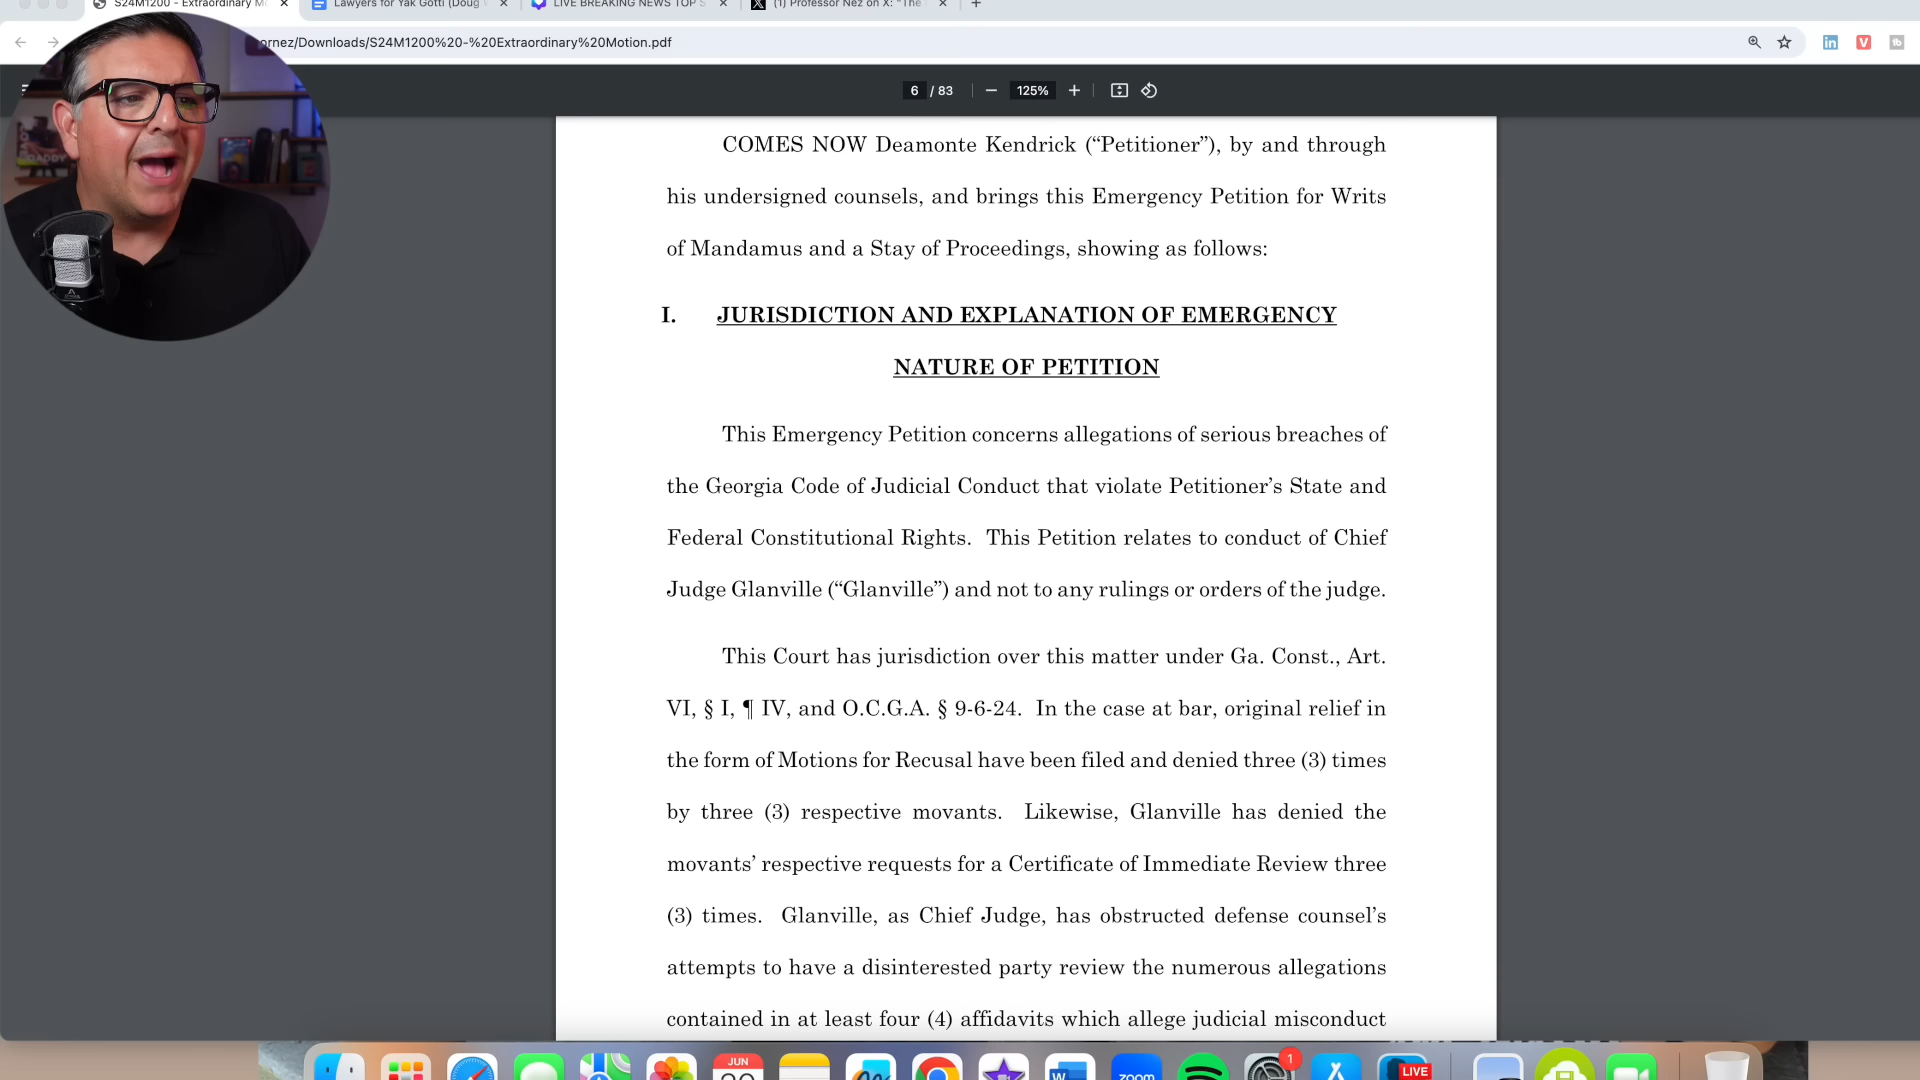 S24M1200 - Extraordinary Mo
Lawyers for Yak Gotti (Doug
LIVE BREAKING NEWS TOP S
(1) Professor Nez on X: "The
ornez/Downloads/S24M1200%20-%20Extraordinary%20Motion.pdf
6 / 83
125%
COMES NOW Deamonte Kendrick (“Petitioner”), by and through
his undersigned counsels, and brings this Emergency Petition for Writs
of Mandamus and a Stay of Proceedings, showing as follows:
I. JURISDICTION AND EXPLANATION OF EMERGENCY
NATURE OF PETITION
This Emergency Petition concerns allegations of serious breaches of
the Georgia Code of Judicial Conduct that violate Petitioner’s State and
Federal Constitutional Rights. This Petition relates to conduct of Chief
Judge Glanville (“Glanville”) and not to any rulings or orders of the judge.
This Court has jurisdiction over this matter under Ga. Const., Art.
VI, § I, ¶ IV, and O.C.G.A. § 9-6-24. In the case at bar, original relief in
the form of Motions for Recusal have been filed and denied three (3) times
by three (3) respective movants. Likewise, Glanville has denied the
movants’ respective requests for a Certificate of Immediate Review three
(3) times. Glanville, as Chief Judge, has obstructed defense counsel’s
attempts to have a disinterested party review the numerous allegations
contained in at least four (4) affidavits which allege judicial misconduct
DADDY
JUN
W
zoom
1
LIVE